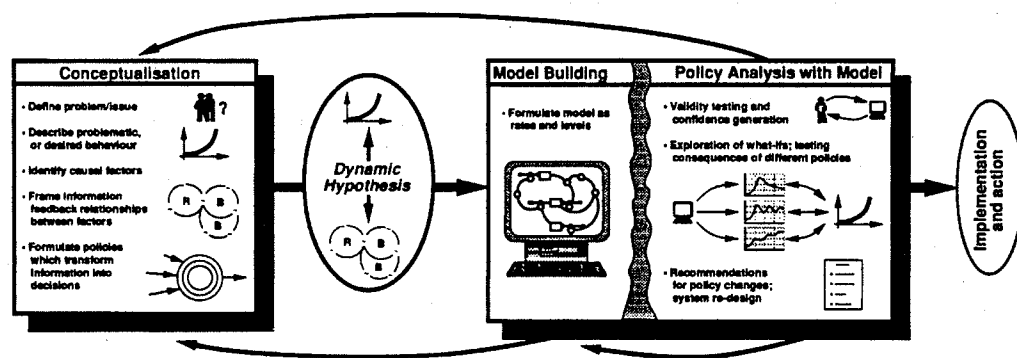 Conceptualisation
• Define problem/issue
?
• Describe problematic,
or desired behaviour
• Identify causal factors
• Frame information
feedback relationships
between factors
R
B
B
• Formulate policies
which transform
information into
decisions
Dynamic
Hypothesis
R
B
B
Model Building
• Formulate model as
rates and levels
Policy Analysis with Model
• Validity testing and
confidence generation
• Exploration of what-ifs; testing
consequences of different policies
• Recommendations
for policy changes;
system re-design
Implementation
and action